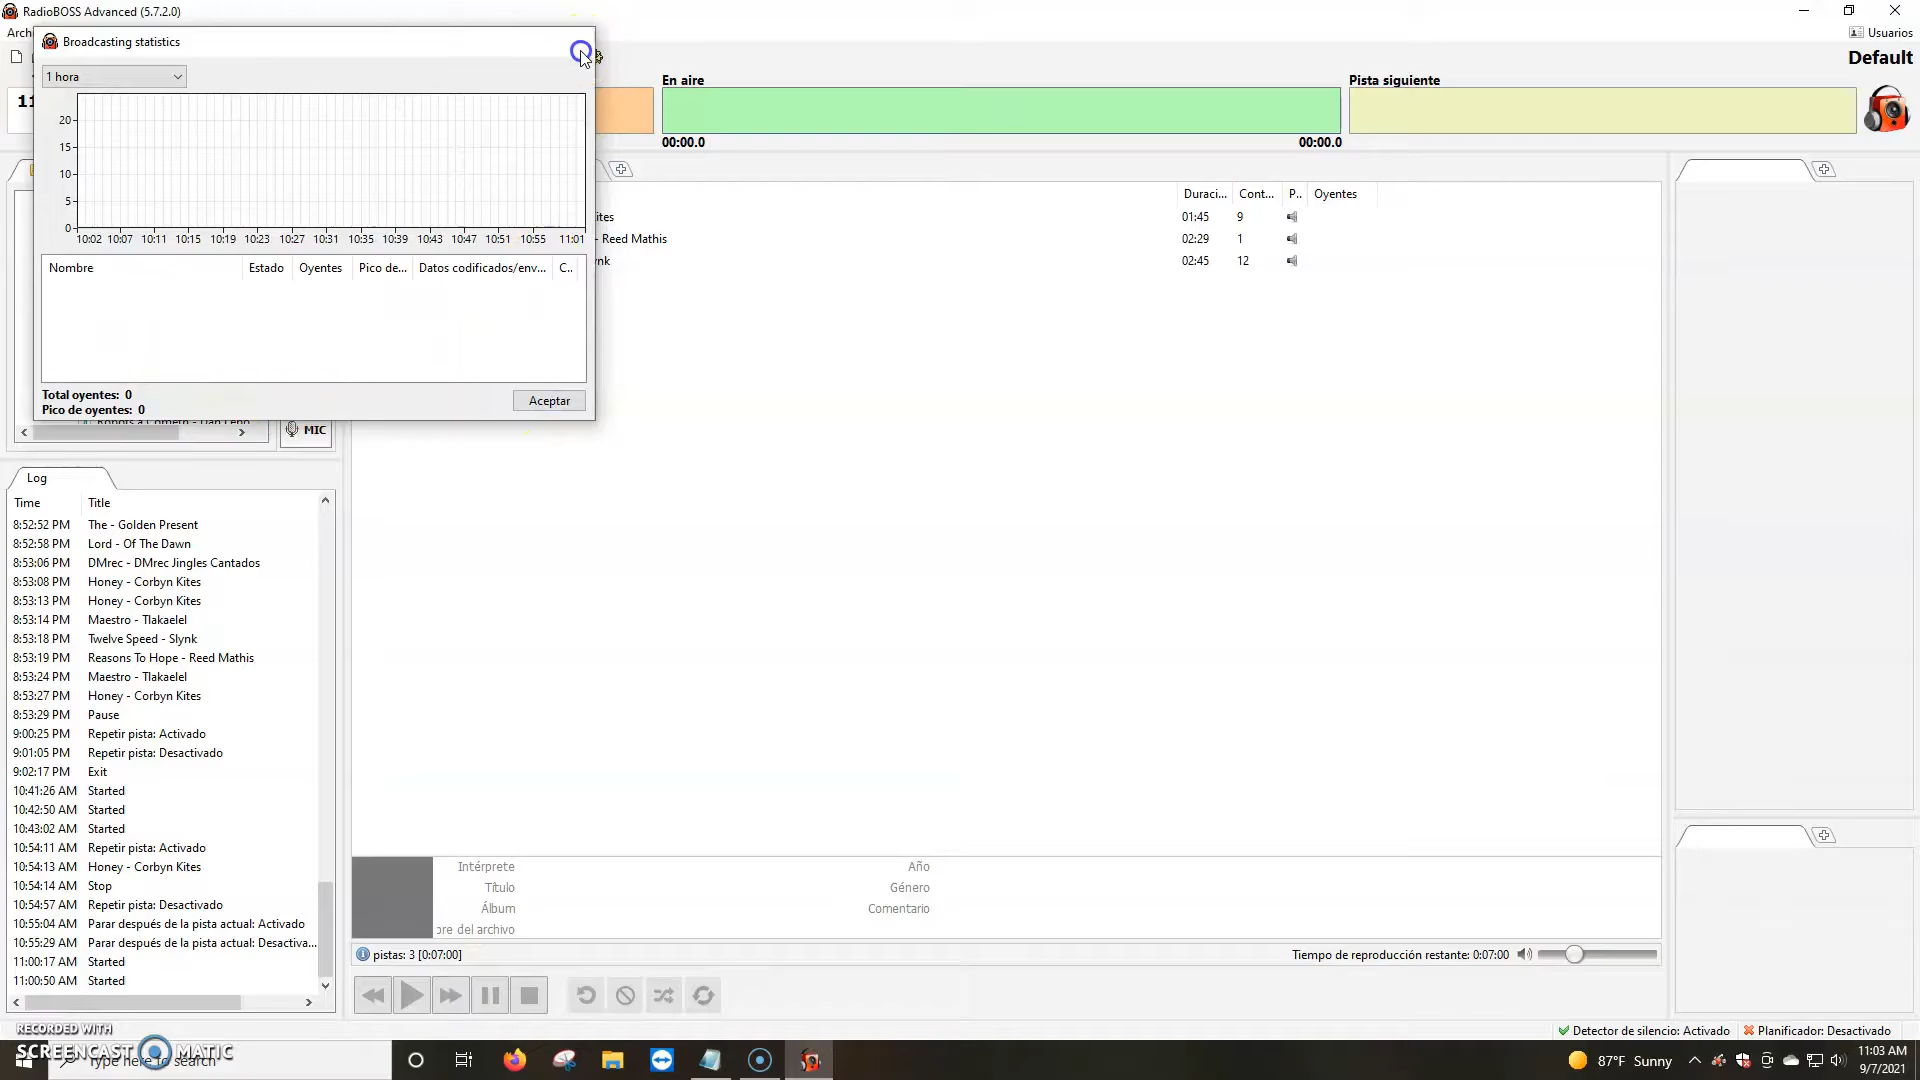 RadioBOSS Advanced (5.7.2.0)
Arch
Usuarios
Broadcasting statistics
Default
1 hora
11
En aire
Pista siguiente
20
15
10
5
0
00:00.0
00:00.0
10:02 10:07 10:11 10:15 10:19 10:23 10:27 10:31 10:35 10:39 10:43 10:47 10:51 10:55 11:01
Duraci... Cont... P.. Oyentes
ites 01:45 9
- Reed Mathis 02:29 1
nk 02:45 12
Nombre Estado Oyentes Pico de... Datos codificados/env... C..
Total oyentes: 0
Pico de oyentes: 0
Aceptar
MIC
Log
Time Title
8:52:52 PM The - Golden Present
8:52:58 PM Lord - Of The Dawn
8:53:06 PM DMrec - DMrec Jingles Cantados
8:53:08 PM Honey - Corbyn Kites
8:53:13 PM Honey - Corbyn Kites
8:53:14 PM Maestro - Tlakaelel
8:53:18 PM Twelve Speed - Slynk
8:53:19 PM Reasons To Hope - Reed Mathis
8:53:24 PM Maestro - Tlakaelel
8:53:27 PM Honey - Corbyn Kites
8:53:29 PM Pause
9:00:25 PM Repetir pista: Activado
9:01:05 PM Repetir pista: Desactivado
9:02:17 PM Exit
10:41:26 AM Started
10:42:50 AM Started
10:43:02 AM Started
10:54:11 AM Repetir pista: Activado
10:54:13 AM Honey - Corbyn Kites
10:54:14 AM Stop
10:54:57 AM Repetir pista: Desactivado
10:55:04 AM Parar después de la pista actual: Activado
10:55:29 AM Parar después de la pista actual: Desactiva...
11:00:17 AM Started
11:00:50 AM Started
Intérprete Año
Título Género
Álbum Comentario
bre del archivo
pistas: 3 [0:07:00]
Tiempo de reproducción restante: 0:07:00
Detector de silencio: Activado Planificador: Desactivado
RECORDED WITH
SCREENCAST MATIC
Type here to search
87°F Sunny
11:03 AM
9/7/2021